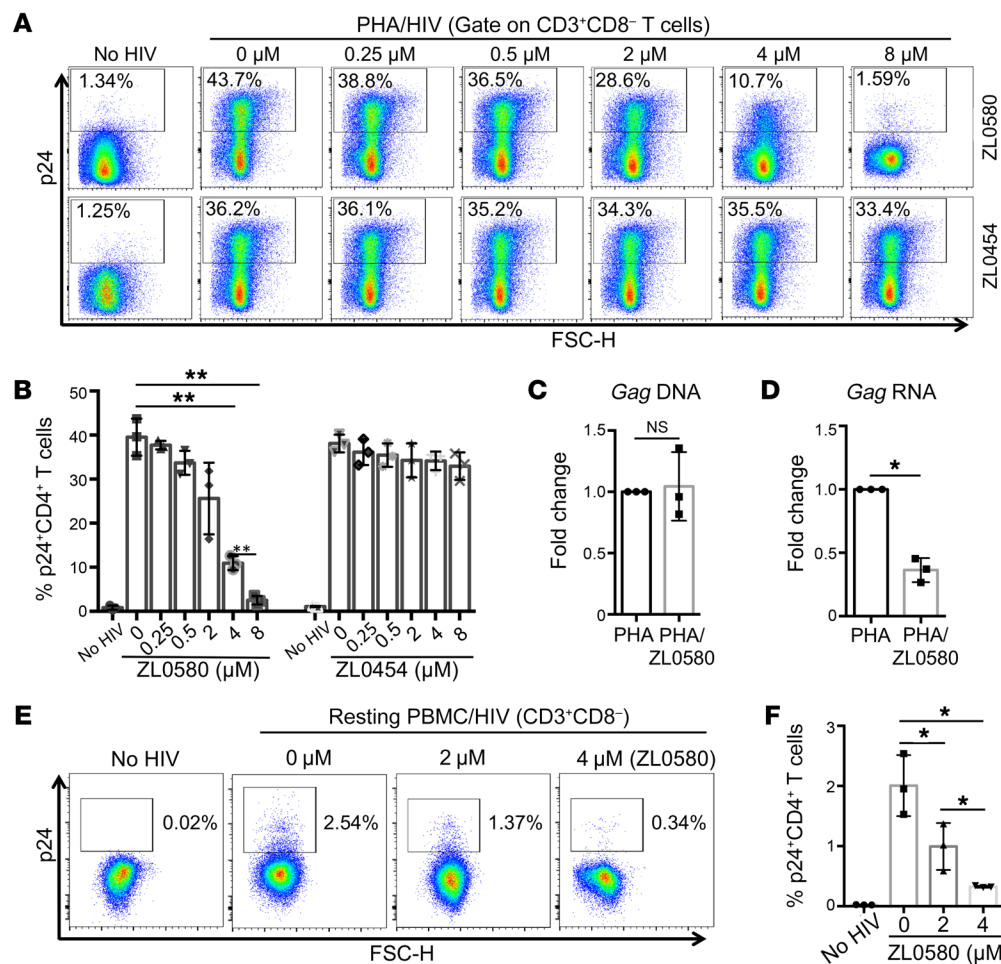 A
PHA/HIV (Gate on CD3⁺CD8⁻ T cells)
No HIV 0 µM 0.25 µM 0.5 µM 2 µM 4 µM 8 µM
1.34% 43.7% 38.8% 36.5% 28.6% 10.7% 1.59%
ZL0580
p24
1.25% 36.2% 36.1% 35.2% 34.3% 35.5% 33.4%
ZL0454
FSC-H
B
% p24⁺CD4⁺ T cells
50
40
30
20
10
0
**
**
**
No HIV 0 0.25 0.5 2 4 8 No HIV 0 0.25 0.5 2 4 8
ZL0580 (µM) ZL0454 (µM)
C
Gag DNA
Fold change
1.5
1.0
0.5
0
NS
PHA PHA/
ZL0580
D
Gag RNA
Fold change
1.5
1.0
0.5
0
*
PHA PHA/
ZL0580
E
Resting PBMC/HIV (CD3⁺CD8⁻)
No HIV 0 µM 2 µM 4 µM (ZL0580)
0.02% 2.54% 1.37% 0.34%
p24
FSC-H
F
% p24⁺CD4⁺ T cells
3
2
1
0
*
*
*
No HIV 0 2 4
ZL0580 (µM)